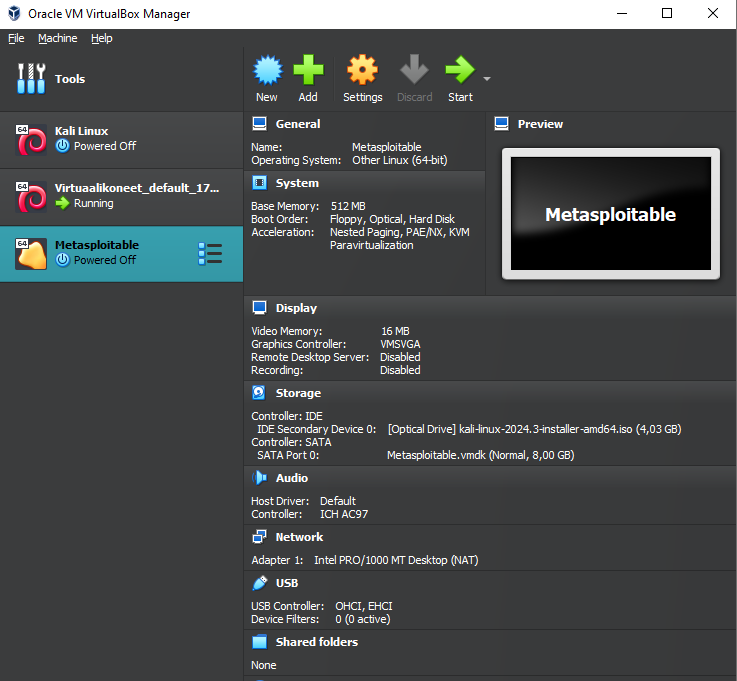 Oracle VM VirtualBox Manager
File Machine Help
Tools
New Add Settings Discard Start
64
Kali Linux
Powered Off
64
Virtuaalikoneet_default_17...
Running
64
Metasploitable
Powered Off
General
Name: Metasploitable
Operating System: Other Linux (64-bit)
System
Base Memory: 512 MB
Boot Order: Floppy, Optical, Hard Disk
Acceleration: Nested Paging, PAE/NX, KVM
Paravirtualization
Preview
Metasploitable
Display
Video Memory: 16 MB
Graphics Controller: VMSVGA
Remote Desktop Server: Disabled
Recording: Disabled
Storage
Controller: IDE
IDE Secondary Device 0: [Optical Drive] kali-linux-2024.3-installer-amd64.iso (4,03 GB)
Controller: SATA
SATA Port 0: Metasploitable.vmdk (Normal, 8,00 GB)
Audio
Host Driver: Default
Controller: ICH AC97
Network
Adapter 1: Intel PRO/1000 MT Desktop (NAT)
USB
USB Controller: OHCI, EHCI
Device Filters: 0 (0 active)
Shared folders
None